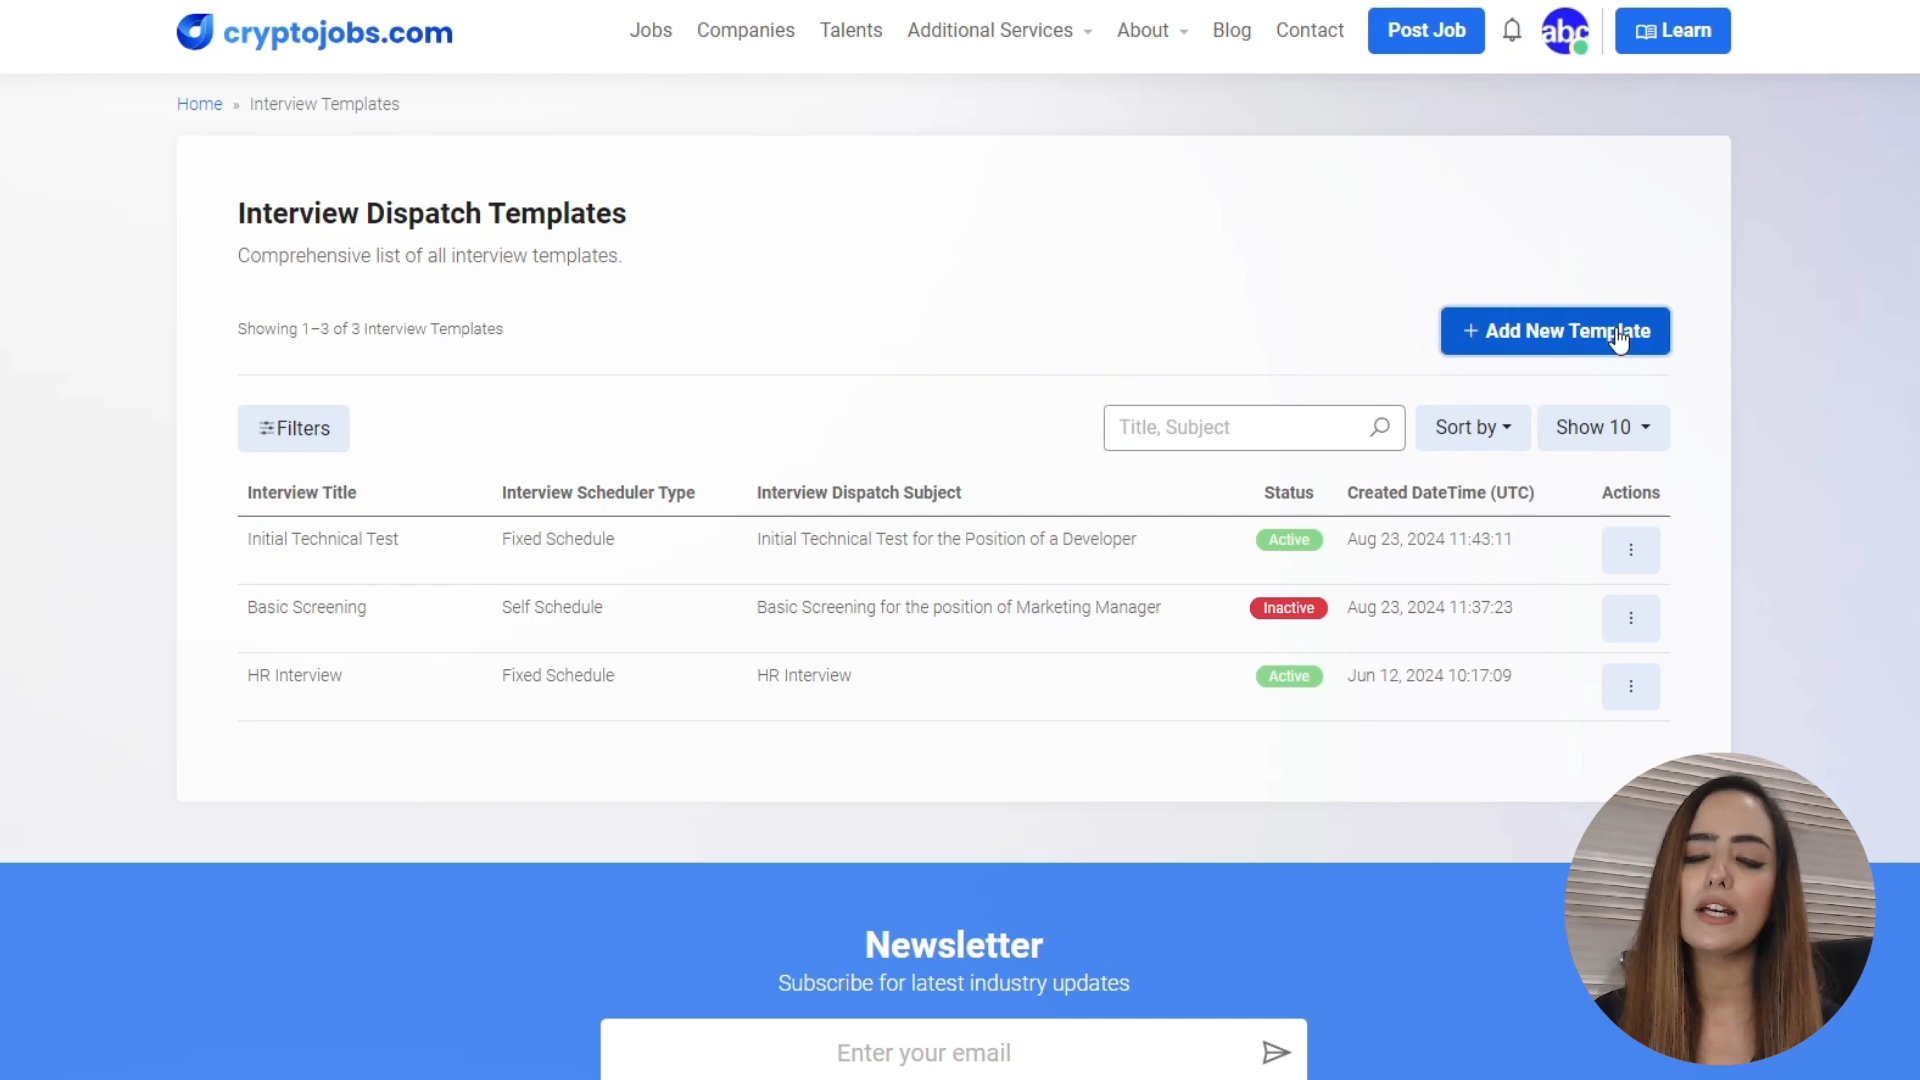 cryptojobs.com
Jobs Companies Talents Additional Services About Blog Contact Post Job abc Learn
Home » Interview Templates
Interview Dispatch Templates
Comprehensive list of all interview templates.
Showing 1–3 of 3 Interview Templates
+ Add New Template
Filters Title, Subject Sort by Show 10
Interview Title Interview Scheduler Type Interview Dispatch Subject Status Created DateTime (UTC) Actions
Initial Technical Test Fixed Schedule Initial Technical Test for the Position of a Developer Active Aug 23, 2024 11:43:11
Basic Screening Self Schedule Basic Screening for the position of Marketing Manager Inactive Aug 23, 2024 11:37:23
HR Interview Fixed Schedule HR Interview Active Jun 12, 2024 10:17:09
Newsletter
Subscribe for latest industry updates
Enter your email